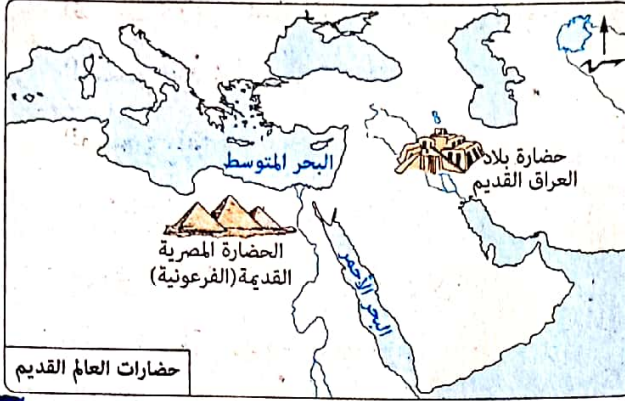 البحر المتوسط
حضارة بلاد
العراق القديم
الحضارة المصرية
القديمة (الفرعونية)
البحر الأحمر
حضارات العالم القديم